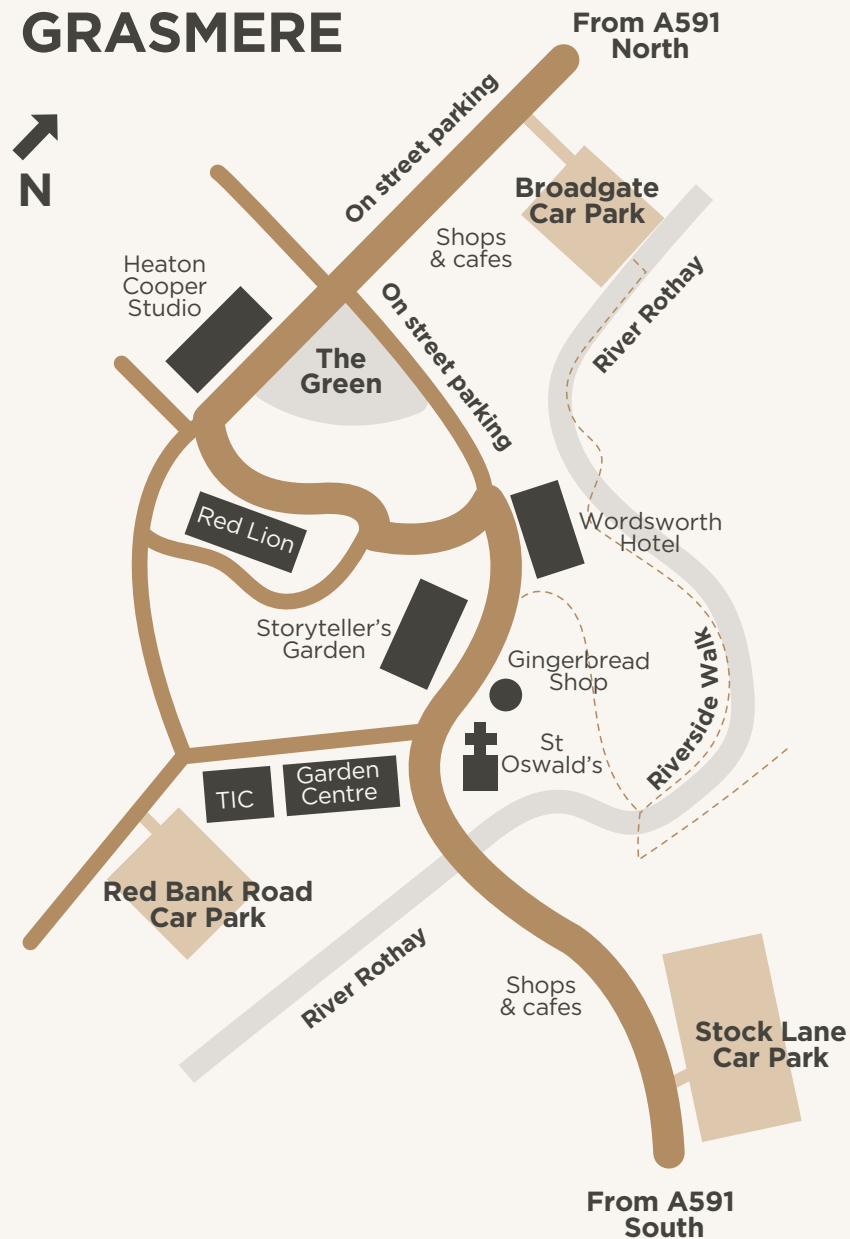 GRASMERE
From A591
North
N
On street parking
Broadgate
Car Park
Shops
& cafes
Heaton
Cooper
Studio
River Rothay
On street parking
The
Green
Red Lion
Wordsworth
Hotel
Storyteller's
Garden
Gingerbread
Shop
Riverside Walk
St
Oswald's
TIC
Garden
Centre
Red Bank Road
Car Park
River Rothay
Shops
& cafes
Stock Lane
Car Park
From A591
South